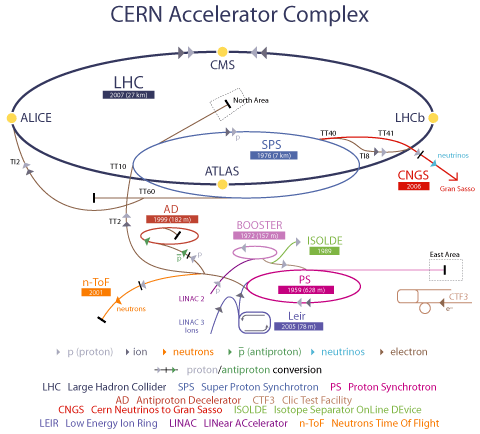 CERN Accelerator Complex
CMS
LHC
2007 (27 km)
North Area
ALICE
LHCb
TT40
TT41
SPS
1976 (7 km)
TI8
TI2
TT10
ATLAS
neutrinos
CNGS
2006
Gran Sasso
TT60
AD
1999 (182 m)
TT2
BOOSTER
1972 (157 m)
ISOLDE
1989
East Area
n-ToF
2001
LINAC 2
PS
1959 (628 m)
CTF3
e-
neutrons
LINAC 3
Ions
Leir
2005 (78 m)
p
p
p
p̅
p (proton) ion neutrons p̅ (antiproton) neutrinos electron
proton/antiproton conversion
LHC Large Hadron Collider SPS Super Proton Synchrotron PS Proton Synchrotron
AD Antiproton Decelerator CTF3 Clic Test Facility
CNGS Cern Neutrinos to Gran Sasso ISOLDE Isotope Separator OnLine DEvice
LEIR Low Energy Ion Ring LINAC LINear ACcelerator n-ToF Neutrons Time Of Flight